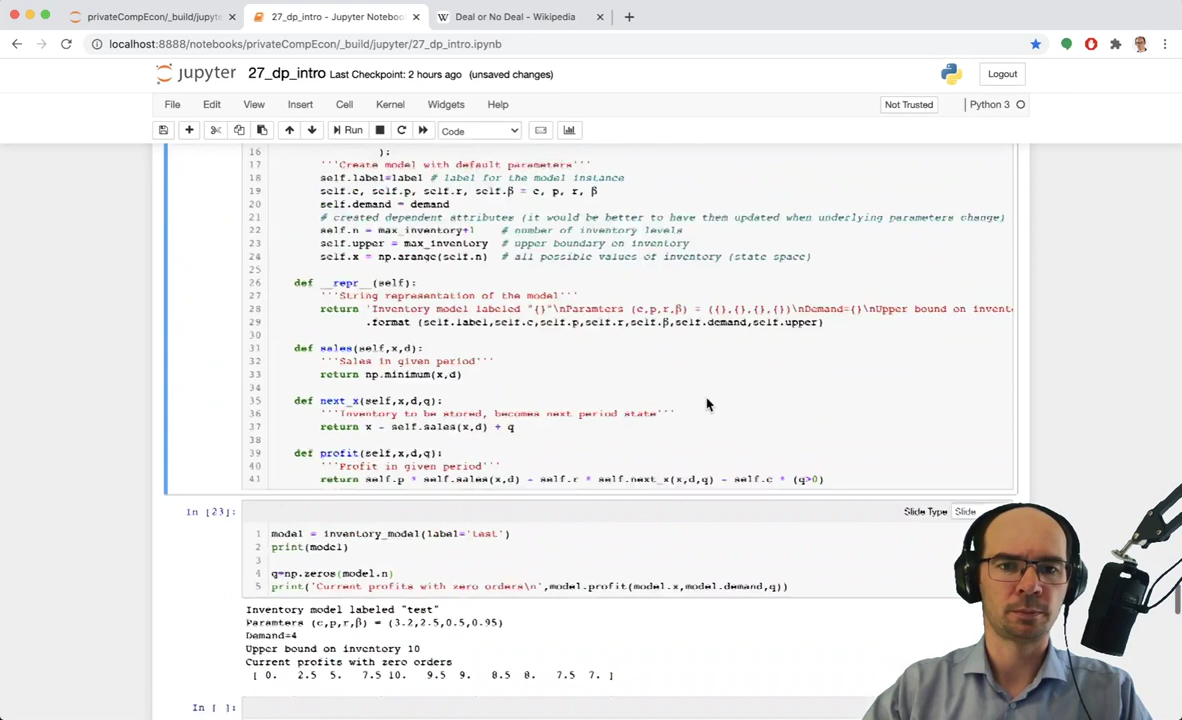 privateCompEcon/_build/jupyte
27_dp_intro - Jupyter Notebook
Deal or No Deal - Wikipedia
localhost:8888/notebooks/privateCompEcon/_build/jupyter/27_dp_intro.ipynb
jupyter 27_dp_intro Last Checkpoint: 2 hours ago (unsaved changes)
Logout
File Edit View Insert Cell Kernel Widgets Help
Not Trusted
Python 3
Run
Code
16 ):
17 '''Create model with default parameters'''
18 self.label=label # label for the model instance
19 self.c, self.p, self.r, self.β = c, p, r, β
20 self.demand = demand
21 # created dependent attributes (it would be better to have them updated when underlying parameters change)
22 self.n = max_inventory+1 # number of inventory levels
23 self.upper = max_inventory # upper boundary on inventory
24 self.x = np.arange(self.n) # all possible values of inventory (state space)
25
26 def __repr__(self):
27 '''String representation of the model'''
28 return 'Inventory model labeled "{}"\nParamters (c,p,r,β) = ({},{},{},{})\nDemand={}\nUpper bound on invent
29 .format (self.label,self.c,self.p,self.r,self.β,self.demand,self.upper)
30
31 def sales(self,x,d):
32 '''Sales in given period'''
33 return np.minimum(x,d)
34
35 def next_x(self,x,d,q):
36 '''Inventory to be stored, becomes next period state'''
37 return x - self.sales(x,d) + q
38
39 def profit(self,x,d,q):
40 '''Profit in given period'''
41 return self.p * self.sales(x,d) - self.r * self.next_x(x,d,q) - self.c * (q>0)
In [23]:
Slide Type Slide
1 model = inventory_model(label='test')
2 print(model)
3
4 q=np.zeros(model.n)
5 print('Current profits with zero orders\n',model.profit(model.x,model.demand,q))
Inventory model labeled "test"
Paramters (c,p,r,β) = (3.2,2.5,0.5,0.95)
Demand=4
Upper bound on inventory 10
Current profits with zero orders
[ 0. 2.5 5. 7.5 10. 9.5 9. 8.5 8. 7.5 7. ]
In [ ]: